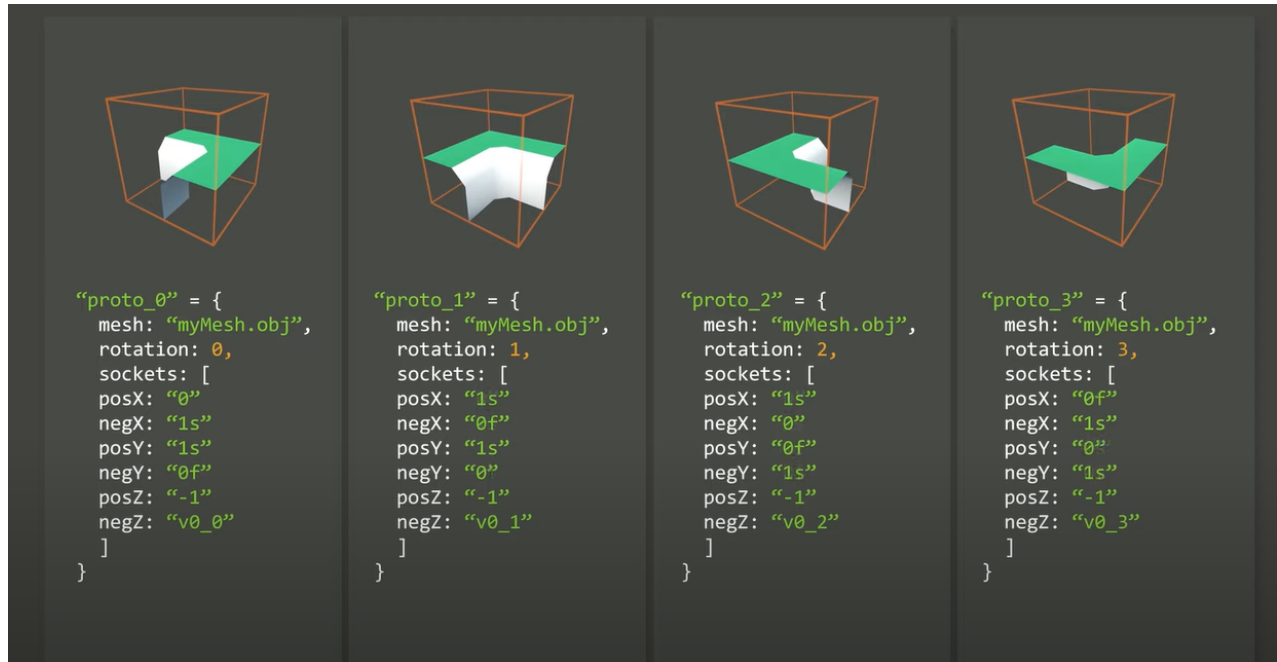 “proto_0” = {
mesh: “myMesh.obj”,
rotation: 0,
sockets: [
posX: “0”
negX: “1s”
posY: “1s”
negY: “0f”
posZ: “-1”
negZ: “v0_0”
]
}
“proto_1” = {
mesh: “myMesh.obj”,
rotation: 1,
sockets: [
posX: “1s”
negX: “0f”
posY: “1s”
negY: “0”
posZ: “-1”
negZ: “v0_1”
]
}
“proto_2” = {
mesh: “myMesh.obj”,
rotation: 2,
sockets: [
posX: “1s”
negX: “0”
posY: “0f”
negY: “1s”
posZ: “-1”
negZ: “v0_2”
]
}
“proto_3” = {
mesh: “myMesh.obj”,
rotation: 3,
sockets: [
posX: “0f”
negX: “1s”
posY: “0”
negY: “1s”
posZ: “-1”
negZ: “v0_3”
]
}